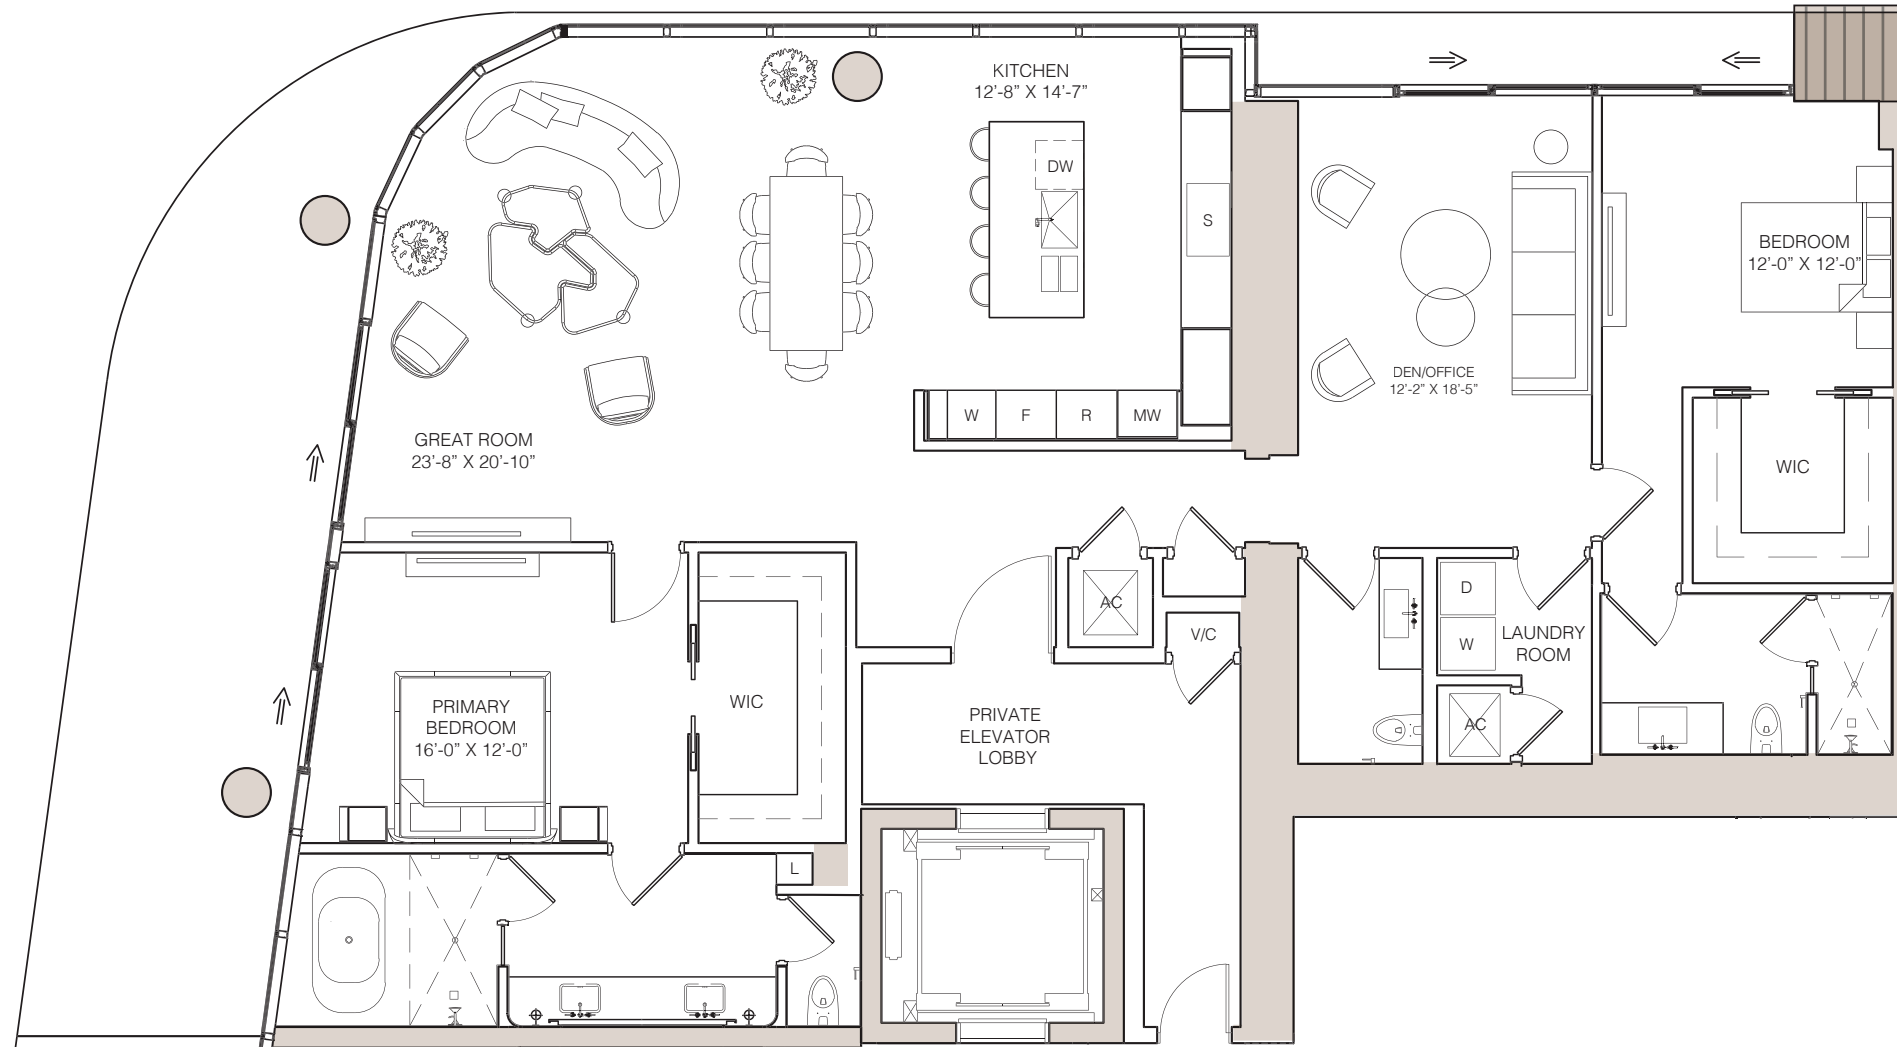 KITCHEN
12'-8" X 14'-7"
DW
S
W
F
R
MW
GREAT ROOM
23'-8" X 20'-10"
DEN/OFFICE
12'-2" X 18'-5"
BEDROOM
12'-0" X 12'-0"
WIC
AC
V/C
D
W
LAUNDRY
ROOM
AC
PRIMARY
BEDROOM
16'-0" X 12'-0"
WIC
PRIVATE
ELEVATOR
LOBBY
L